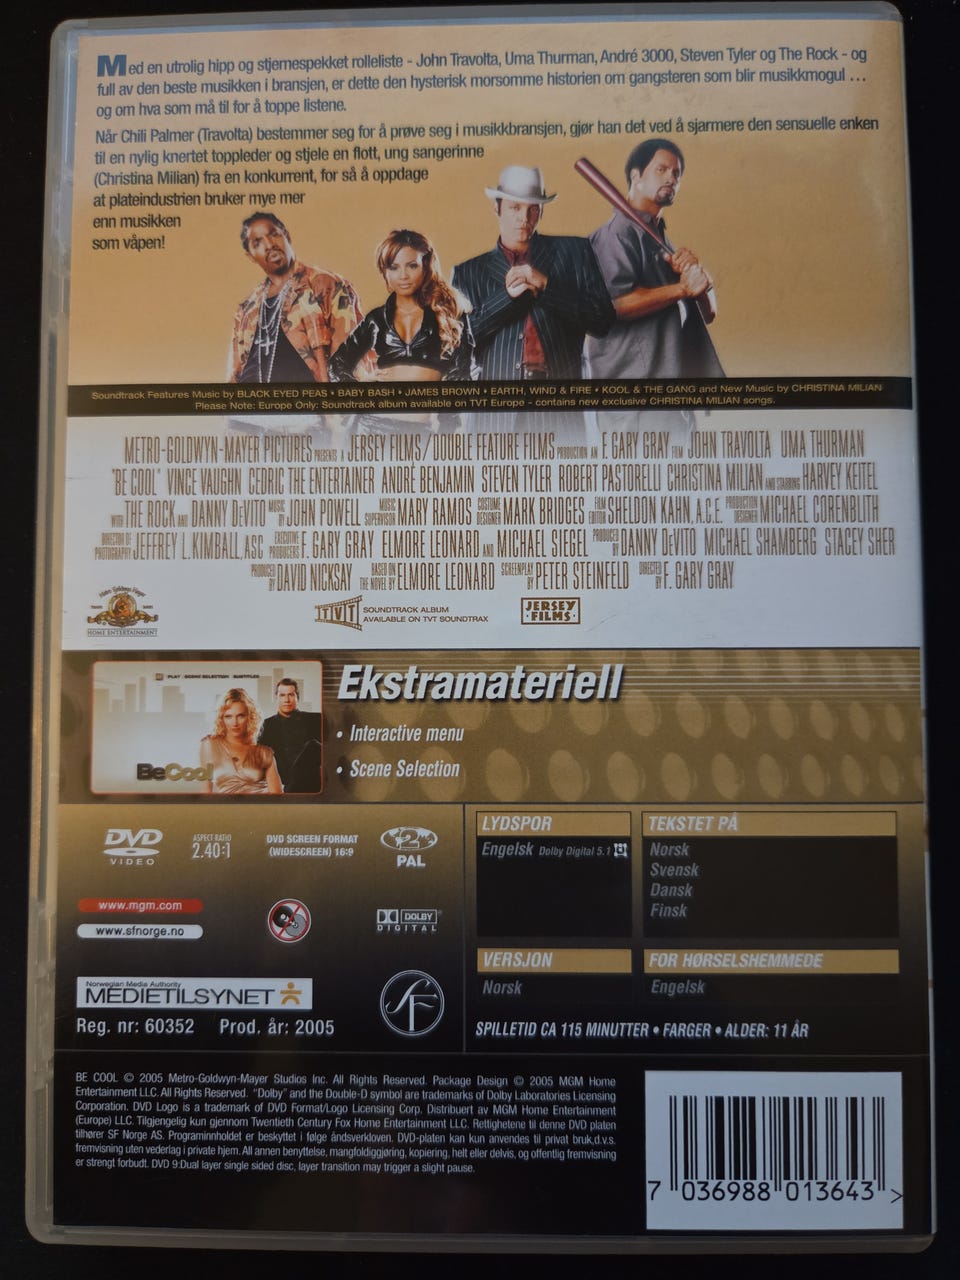 Med en utrolig hipp og stjernespekket rolleliste - John Travolta, Uma Thurman, André 3000, Steven Tyler og The Rock - og
full av den beste musikken i bransjen, er dette den hysterisk morsomme historien om gangsteren som blir musikkmogul ...
og om hva som må til for å toppe listene.
Når Chili Palmer (Travolta) bestemmer seg for å prøve seg i musikkbransjen, gjør han det ved å sjarmere den sensuelle enken
til en nylig knertet toppleder og stjele en flott, ung sangerinne
(Christina Milian) fra en konkurrent, for så å oppdage
at plateindustrien bruker mye mer
enn musikken
som våpen!
Soundtrack Features Music by BLACK EYED PEAS • BABY BASH • JAMES BROWN • EARTH, WIND & FIRE • KOOL & THE GANG and New Music by CHRISTINA MILIAN
Please Note: Europe Only: Soundtrack album available on TVT Europe - contains new exclusive CHRISTINA MILIAN songs.
METRO-GOLDWYN-MAYER PICTURES PRESENTS A JERSEY FILMS/DOUBLE FEATURE FILMS PRODUCTION AN F. GARY GRAY FILM JOHN TRAVOLTA UMA THURMAN
"BE COOL" VINCE VAUGHN CEDRIC THE ENTERTAINER ANDRÉ BENJAMIN STEVEN TYLER ROBERT PASTORELLI CHRISTINA MILIAN AND STARRING HARVEY KEITEL
WITH THE ROCK AND DANNY DeVITO MUSIC BY JOHN POWELL MUSIC SUPERVISOR MARY RAMOS COSTUME DESIGNER MARK BRIDGES FILM EDITOR SHELDON KAHN, A.C.E. PRODUCTION DESIGNER MICHAEL CORENBLITH
DIRECTOR OF PHOTOGRAPHY JEFFREY L. KIMBALL, ASC EXECUTIVE PRODUCERS F. GARY GRAY ELMORE LEONARD AND MICHAEL SIEGEL PRODUCED BY DANNY DeVITO MICHAEL SHAMBERG STACEY SHER
PRODUCED BY DAVID NICKSAY BASED ON THE NOVEL BY ELMORE LEONARD SCREENPLAY BY PETER STEINFELD DIRECTED BY F. GARY GRAY
Metro Goldwyn Mayer
TRADE MARK
HOME ENTERTAINMENT
TVT SOUNDTRACK ALBUM
AVAILABLE ON TVT SOUNDTRAX
JERSEY
FILMS
PLAY SCENE SELECTION SUBTITLES
BeCool
Ekstramateriell
• Interactive menu
• Scene Selection
DVD
VIDEO
ASPECT RATIO
2.40:1
DVD SCREEN FORMAT
(WIDESCREEN) 16:9
2
PAL
www.mgm.com
www.sfnorge.no
DOLBY
DIGITAL
Norwegian Media Authority
MEDIETILSYNET
Reg. nr: 60352 Prod. år: 2005
SF
LYDSPOR
Engelsk Dolby Digital 5.1
TEKSTET PÅ
Norsk
Svensk
Dansk
Finsk
VERSJON
Norsk
FOR HØRSELSHEMMEDE
Engelsk
SPILLETID CA 115 MINUTTER • FARGER • ALDER: 11 ÅR
BE COOL © 2005 Metro-Goldwyn-Mayer Studios Inc. All Rights Reserved. Package Design © 2005 MGM Home
Entertainment LLC. All Rights Reserved. "Dolby" and the Double-D symbol are trademarks of Dolby Laboratories Licensing
Corporation. DVD Logo is a trademark of DVD Format/Logo Licensing Corp. Distribuert av MGM Home Entertainment
(Europe) LLC. Tilgjengelig kun gjennom Twentieth Century Fox Home Entertainment LLC. Rettighetene til denne DVD platen
tilhører SF Norge AS. Programinnholdet er beskyttet i følge åndsverkloven. DVD-platen kan kun anvendes til privat bruk,d.v.s.
fremvisning uten vederlag i private hjem. All annen benyttelse, mangfoldiggjøring, kopiering, helt eller delvis, og offentlig fremvisning
er strengt forbudt. DVD 9:Dual layer single sided disc, layer transition may trigger a slight pause.
7 036988 013643 >